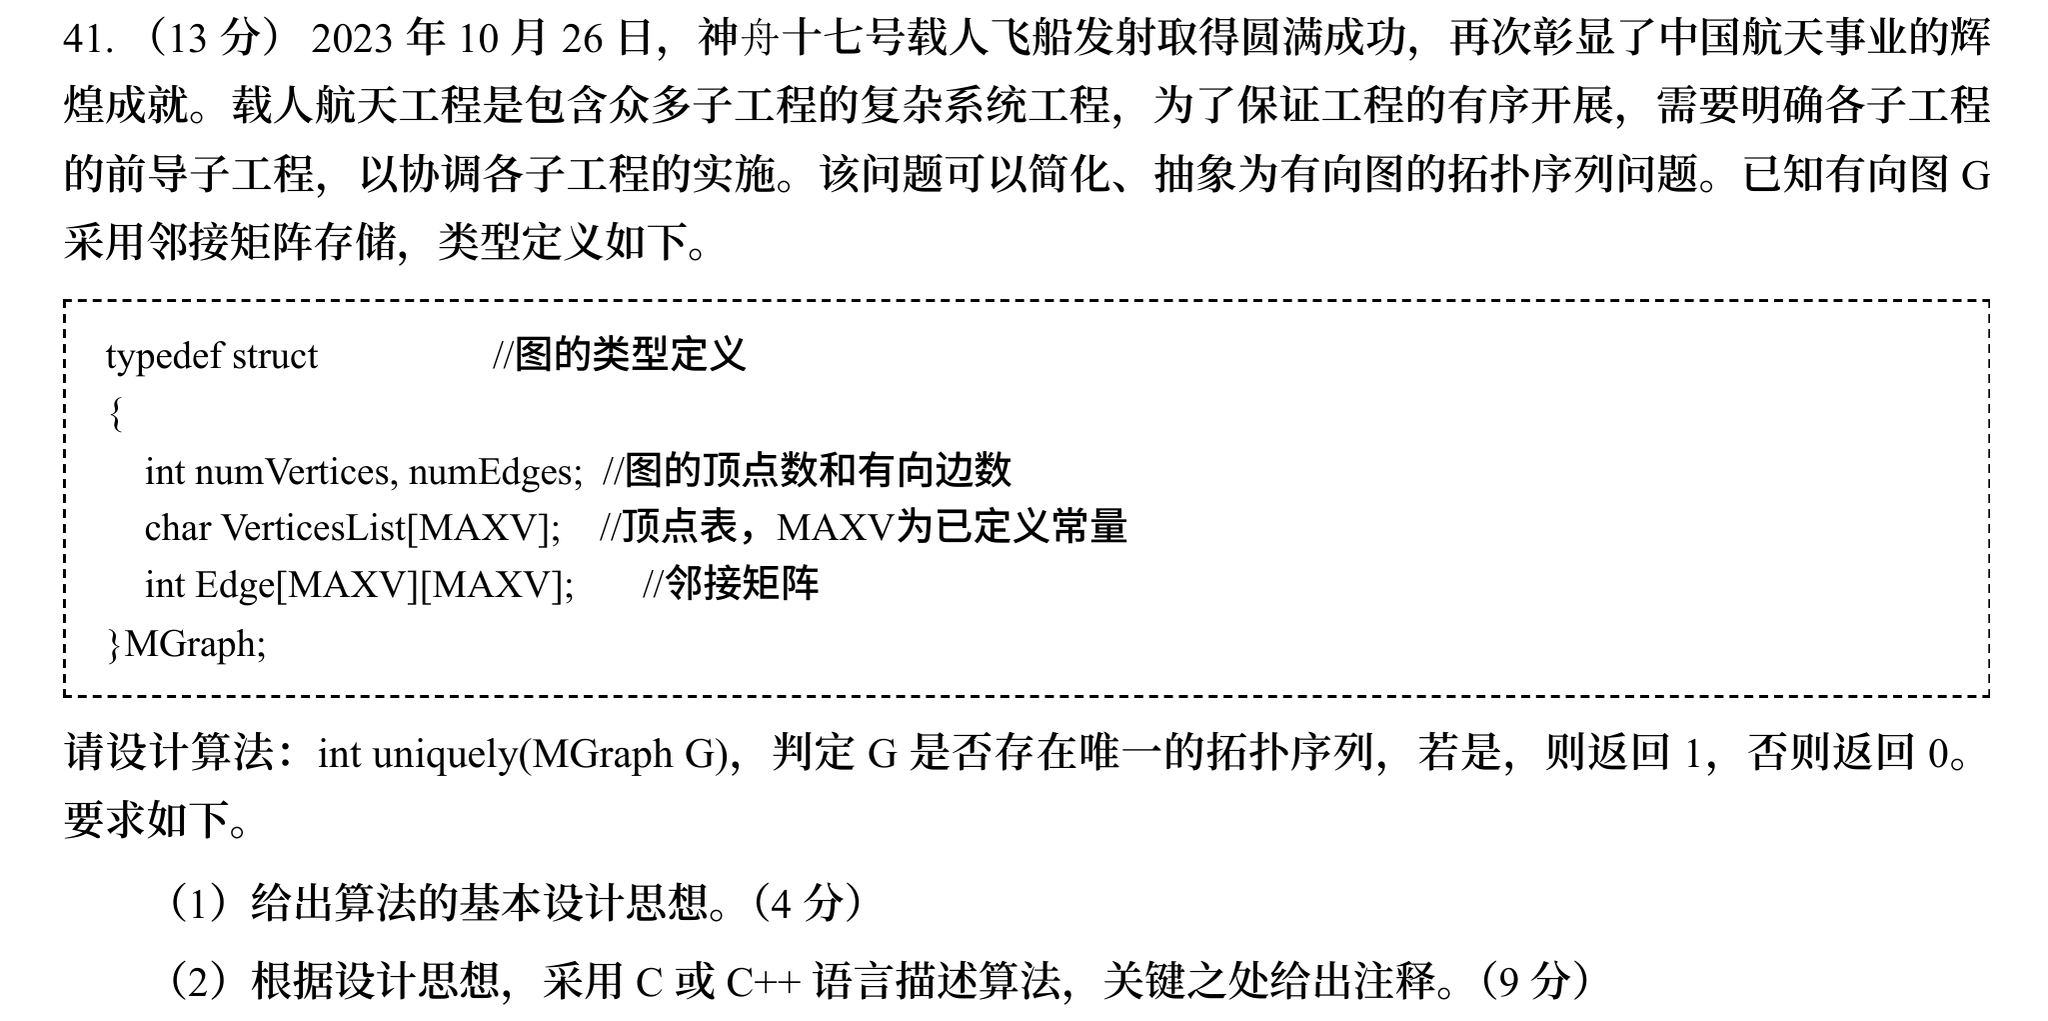 41. （13 分） 2023 年 10 月 26 日，神舟十七号载人飞船发射取得圆满成功，再次彰显了中国航天事业的辉
煌成就。载人航天工程是包含众多子工程的复杂系统工程，为了保证工程的有序开展，需要明确各子工程
的前导子工程，以协调各子工程的实施。该问题可以简化、抽象为有向图的拓扑序列问题。已知有向图 G
采用邻接矩阵存储，类型定义如下。
typedef struct //图的类型定义
{
int numVertices, numEdges; //图的顶点数和有向边数
char VerticesList[MAXV]; //顶点表，MAXV为已定义常量
int Edge[MAXV][MAXV]; //邻接矩阵
}MGraph;
请设计算法：int uniquely(MGraph G)，判定 G 是否存在唯一的拓扑序列，若是，则返回 1，否则返回 0。
要求如下。
（1）给出算法的基本设计思想。（4 分）
（2）根据设计思想，采用 C 或 C++ 语言描述算法，关键之处给出注释。（9 分）